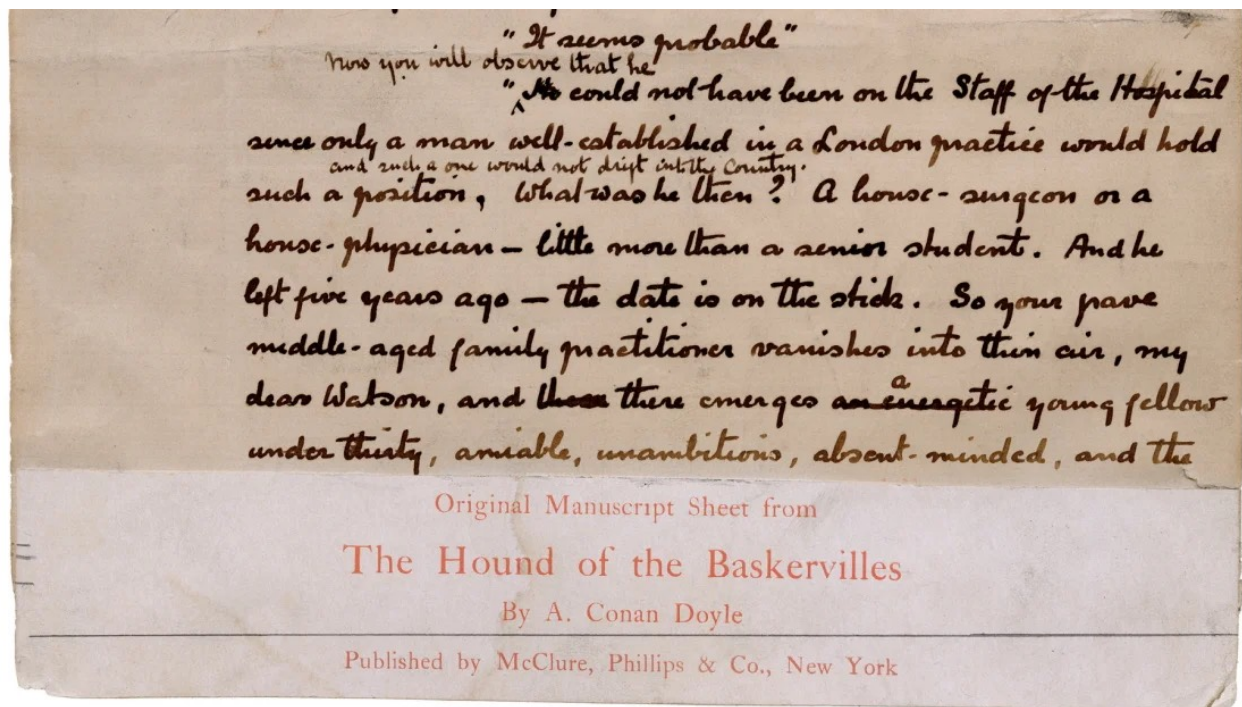 "It seems probable"
Now you will observe that he
"He could not have been on the Staff of the Hospital
since only a man well-established in a London practice would hold
and such a one would not drift into the Country.
such a position, What was he then? A house-surgeon or a
house-physician – little more than a senior student. And he
left five years ago – the date is on the stick. So your grave
middle-aged family practitioner vanishes into thin air, my
dear Watson, and there emerges
a
an energetic young fellow
under thirty, amiable, unambitious, absent-minded, and the
Original Manuscript Sheet from
The Hound of the Baskervilles
By A. Conan Doyle
Published by McClure, Phillips & Co., New York